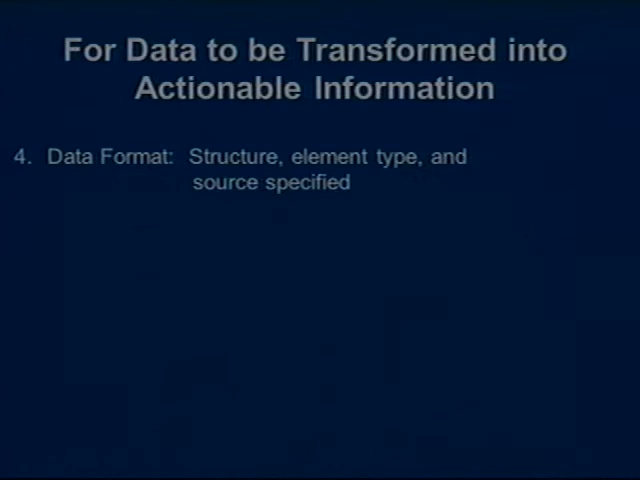 For Data to be Transformed into
Actionable Information
4. Data Format: Structure, element type, and
source specified